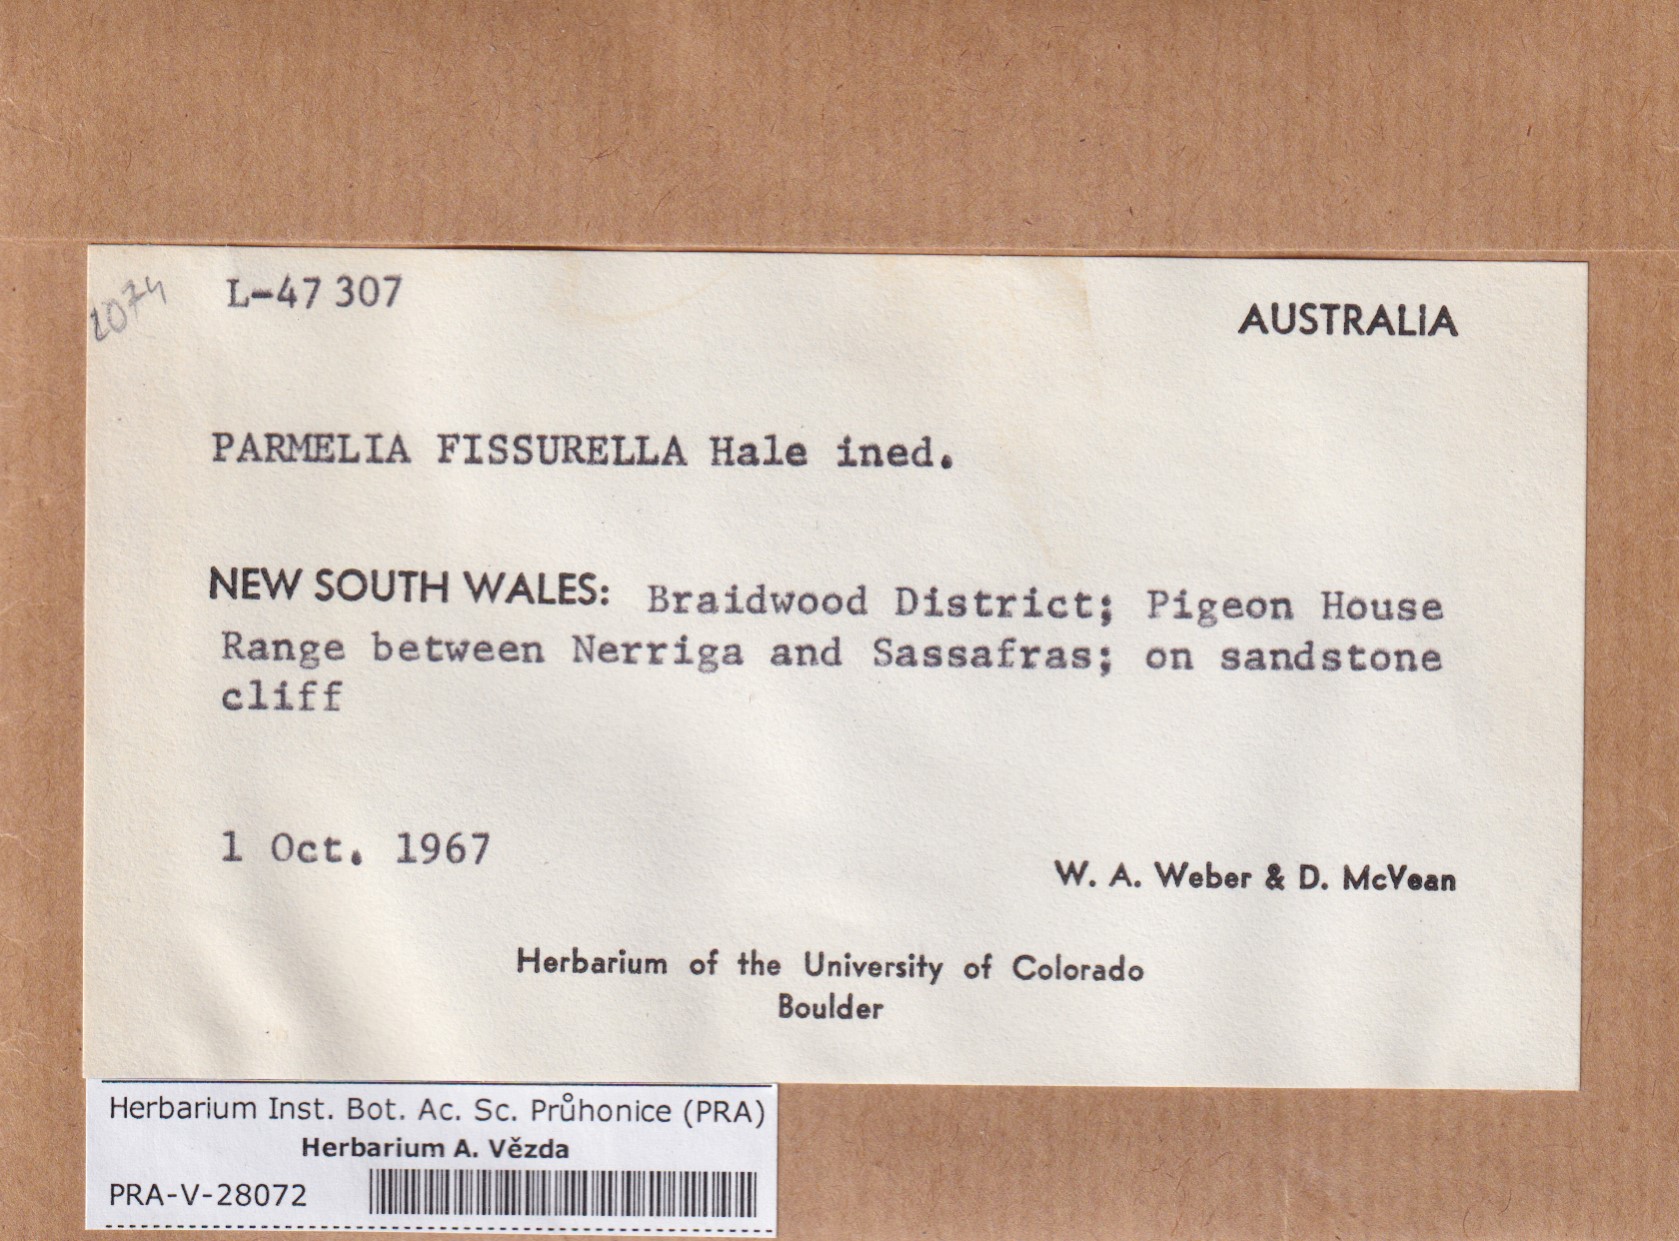 2074
L-47 307
AUSTRALIA
PARMELIA FISSURELLA Hale ined.
NEW SOUTH WALES: Braidwood District; Pigeon House
Range between Nerriga and Sassafras; on sandstone
cliff
1 Oct. 1967
W. A. Weber & D. McVean
Herbarium of the University of Colorado
Boulder
Herbarium Inst. Bot. Ac. Sc. Průhonice (PRA)
Herbarium A. Vězda
PRA-V-28072